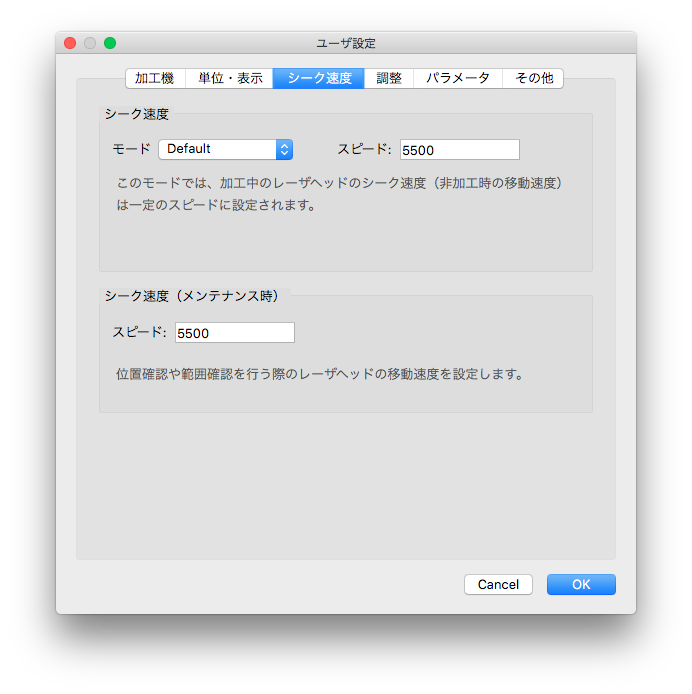 ユーザ設定
加工機 単位・表示 シーク速度 調整 パラメータ その他
シーク速度
モード Default スピード: 5500
このモードでは、加工中のレーザヘッドのシーク速度（非加工時の移動速度）
は一定のスピードに設定されます。
シーク速度（メンテナンス時）
スピード: 5500
位置確認や範囲確認を行う際のレーザヘッドの移動速度を設定します。
Cancel OK